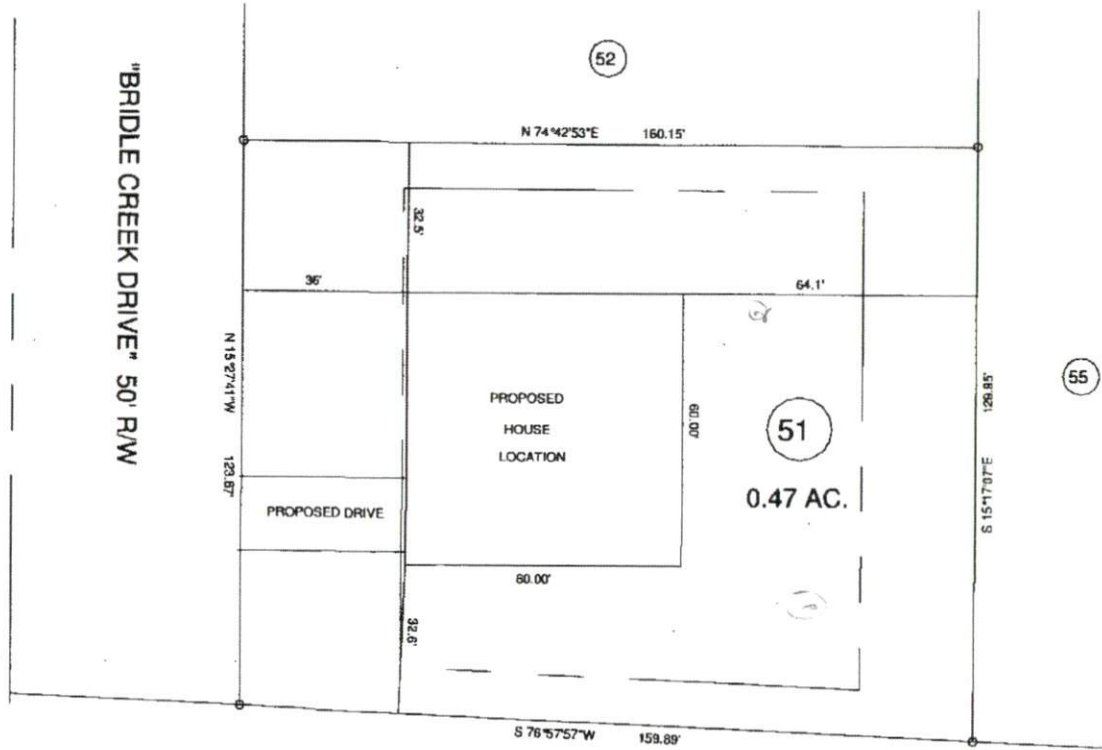 52
N 74°42'53"E 160.15'
"BRIDLE CREEK DRIVE" 50' R/W
32.5'
36'
64.1'
N 15°27'41"W 123.87'
PROPOSED
HOUSE
LOCATION
60.00'
51
0.47 AC.
S 15°17'07"E 129.85'
55
PROPOSED DRIVE
60.00'
32.6'
S 76°57'57"W 159.89'